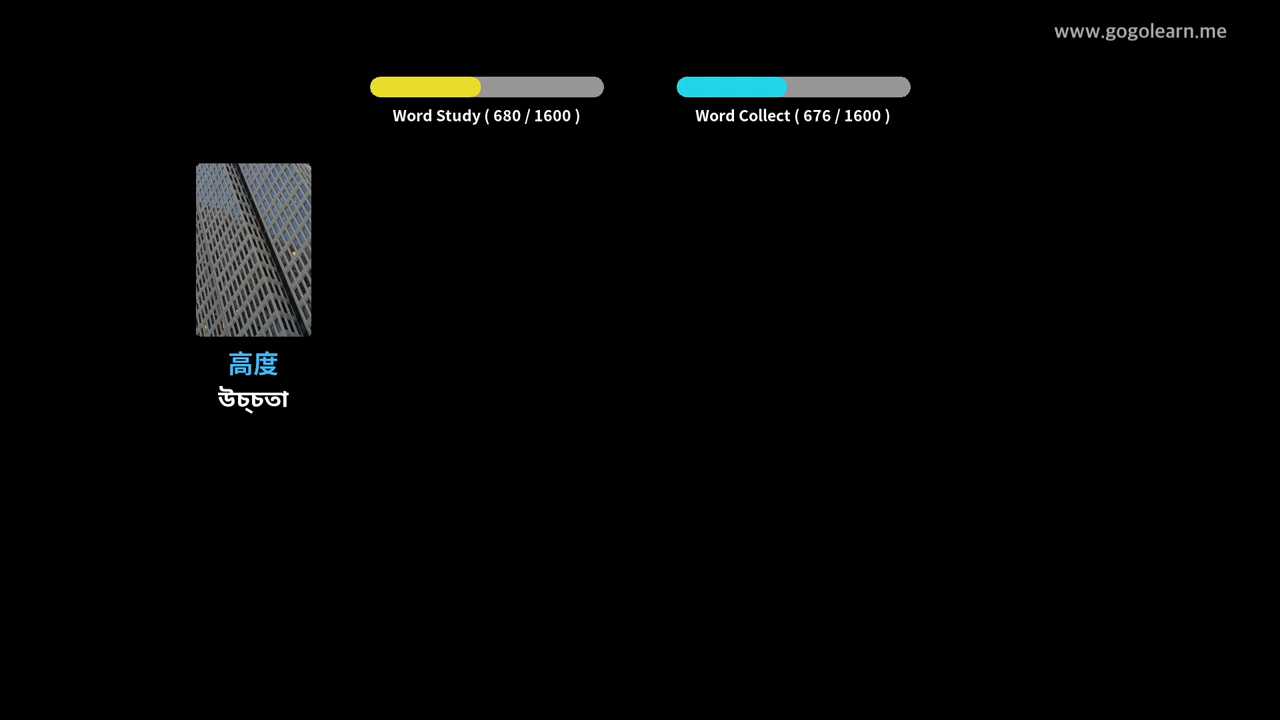 www.gogolearn.me
Word Study ( 680 / 1600 )
Word Collect ( 676 / 1600 )
高度
উচ্চতা